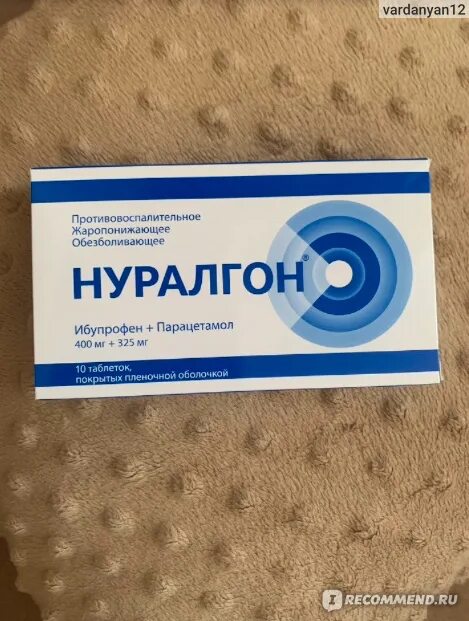 vardanyan12
Противовоспалительное
Жаропонижающее
Обезболивающее
НУРАЛГОН®
Ибупрофен + Парацетамол
400 мг + 325 мг
10 таблеток,
покрытых пленочной оболочкой
IRECOMMEND.RU